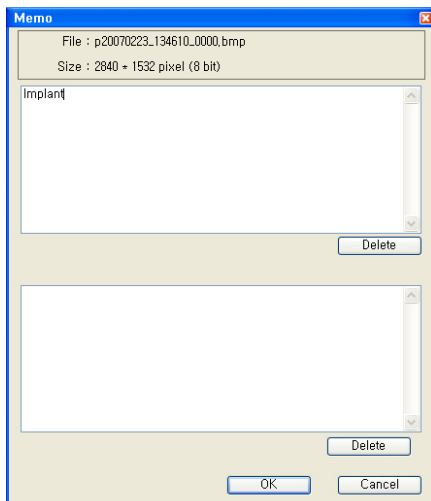 Memo
File : p20070223_134610_0000,bmp
Size : 2840 * 1532 pixel (8 bit)
Implant
Delete
Delete
OK
Cancel